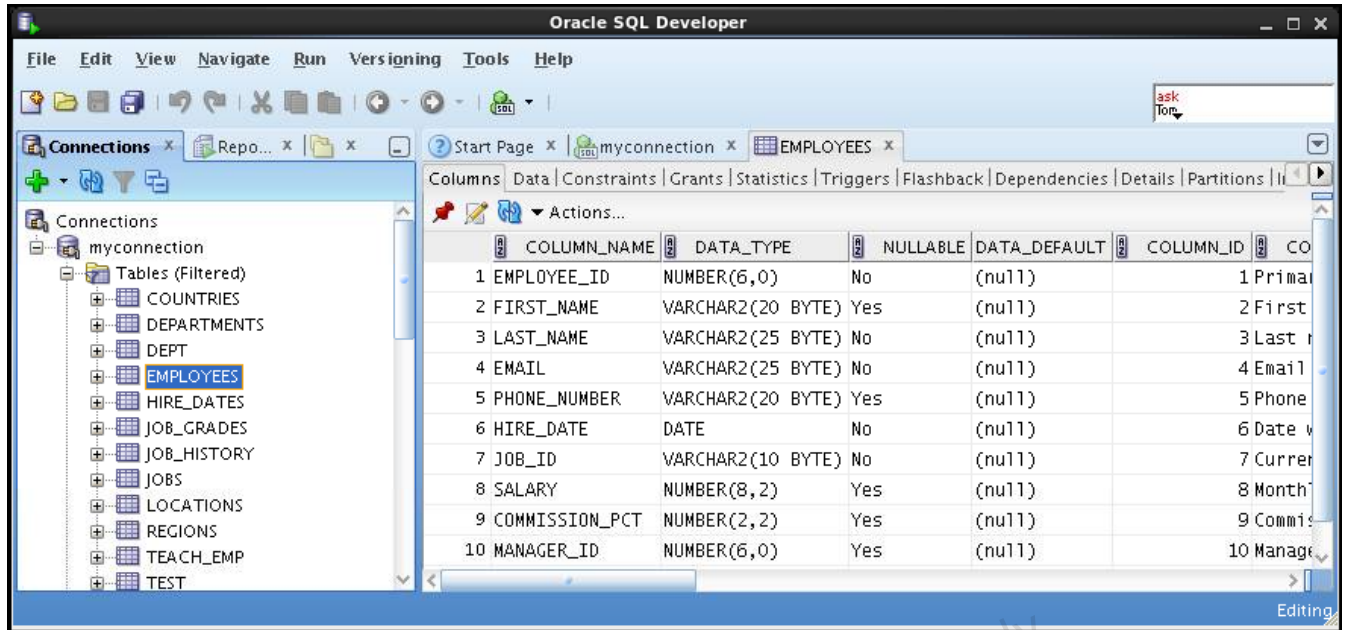 Oracle SQL Developer
File Edit View Navigate Run Versioning Tools Help
ask
Tom
Connections Repo...
Start Page myconnection EMPLOYEES
Columns Data Constraints Grants Statistics Triggers Flashback Dependencies Details Partitions
Actions...
Connections
myconnection
Tables (Filtered)
COUNTRIES
DEPARTMENTS
DEPT
EMPLOYEES
HIRE_DATES
JOB_GRADES
JOB_HISTORY
JOBS
LOCATIONS
REGIONS
TEACH_EMP
TEST
COLUMN_NAME DATA_TYPE NULLABLE DATA_DEFAULT COLUMN_ID CO
1 EMPLOYEE_ID NUMBER(6,0) No (null) 1 Primar
2 FIRST_NAME VARCHAR2(20 BYTE) Yes (null) 2 First
3 LAST_NAME VARCHAR2(25 BYTE) No (null) 3 Last
4 EMAIL VARCHAR2(25 BYTE) No (null) 4 Email
5 PHONE_NUMBER VARCHAR2(20 BYTE) Yes (null) 5 Phone
6 HIRE_DATE DATE No (null) 6 Date
7 JOB_ID VARCHAR2(10 BYTE) No (null) 7 Curren
8 SALARY NUMBER(8,2) Yes (null) 8 Month
9 COMMISSION_PCT NUMBER(2,2) Yes (null) 9 Commis
10 MANAGER_ID NUMBER(6,0) Yes (null) 10 Manage
Editing